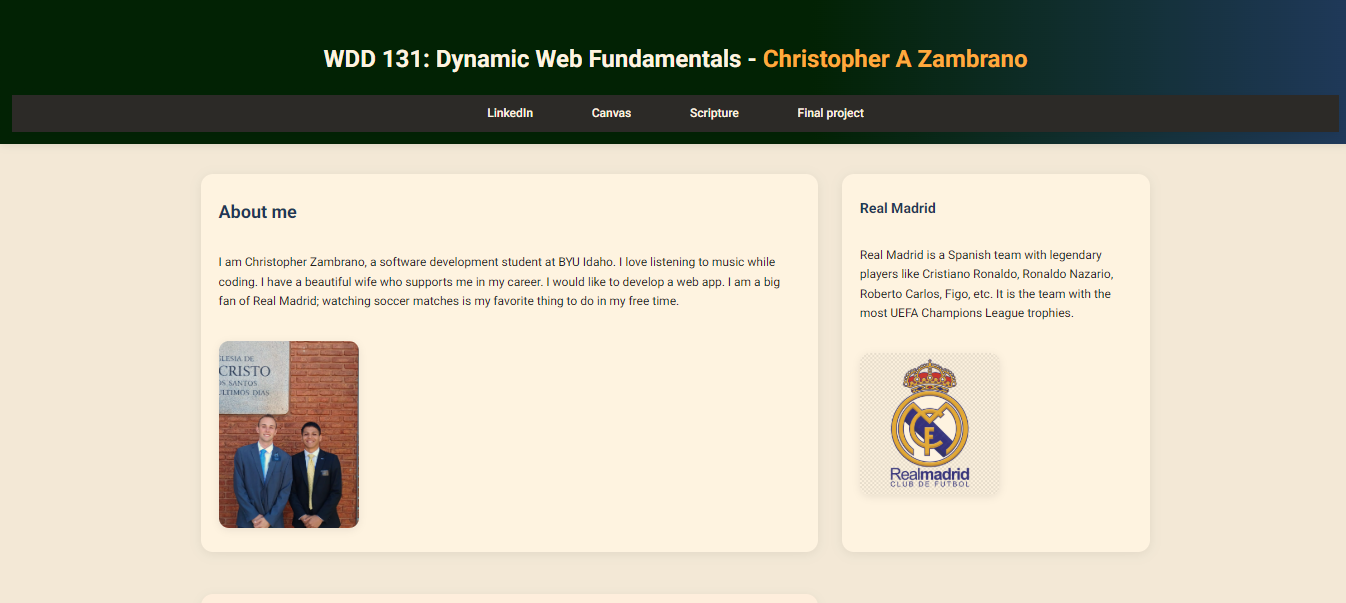 WDD 131: Dynamic Web Fundamentals - Christopher A Zambrano
LinkedIn Canvas Scripture Final project
About me
I am Christopher Zambrano, a software development student at BYU Idaho. I love listening to music while
coding. I have a beautiful wife who supports me in my career. I would like to develop a web app. I am a big
fan of Real Madrid; watching soccer matches is my favorite thing to do in my free time.
GLESIA DE
CRISTO
OS SANTOS
ÚLTIMOS DIAS
Real Madrid
Real Madrid is a Spanish team with legendary
players like Cristiano Ronaldo, Ronaldo Nazario,
Roberto Carlos, Figo, etc. It is the team with the
most UEFA Champions League trophies.
Realmadrid
CLUB DE FUTBOL